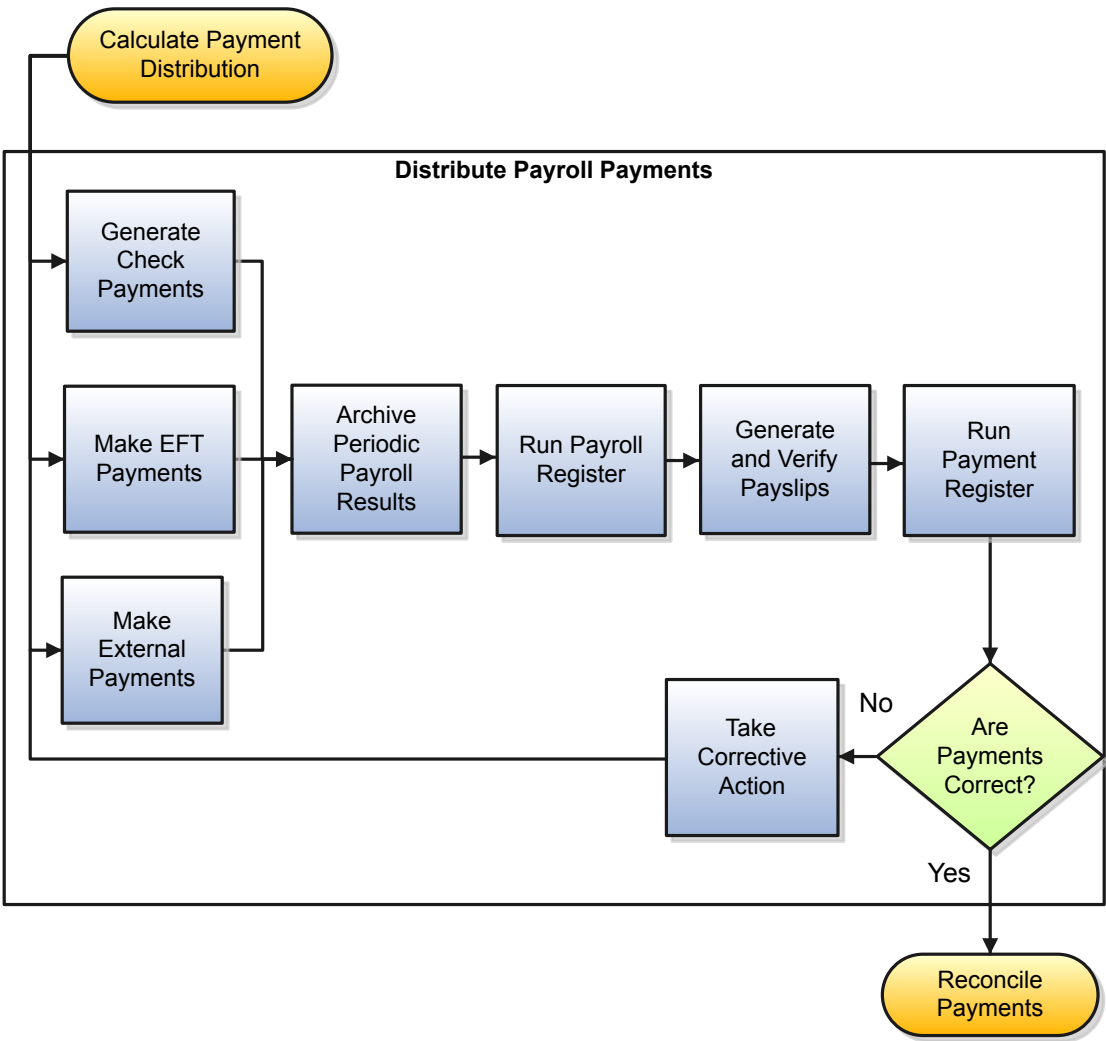 Calculate Payment
Distribution
Distribute Payroll Payments
Generate
Check
Payments
Make EFT
Payments
Make
External
Payments
Archive
Periodic
Payroll
Results
Run Payroll
Register
Generate
and Verify
Payslips
Run
Payment
Register
Are
Payments
Correct?
No
Take
Corrective
Action
Yes
Reconcile
Payments